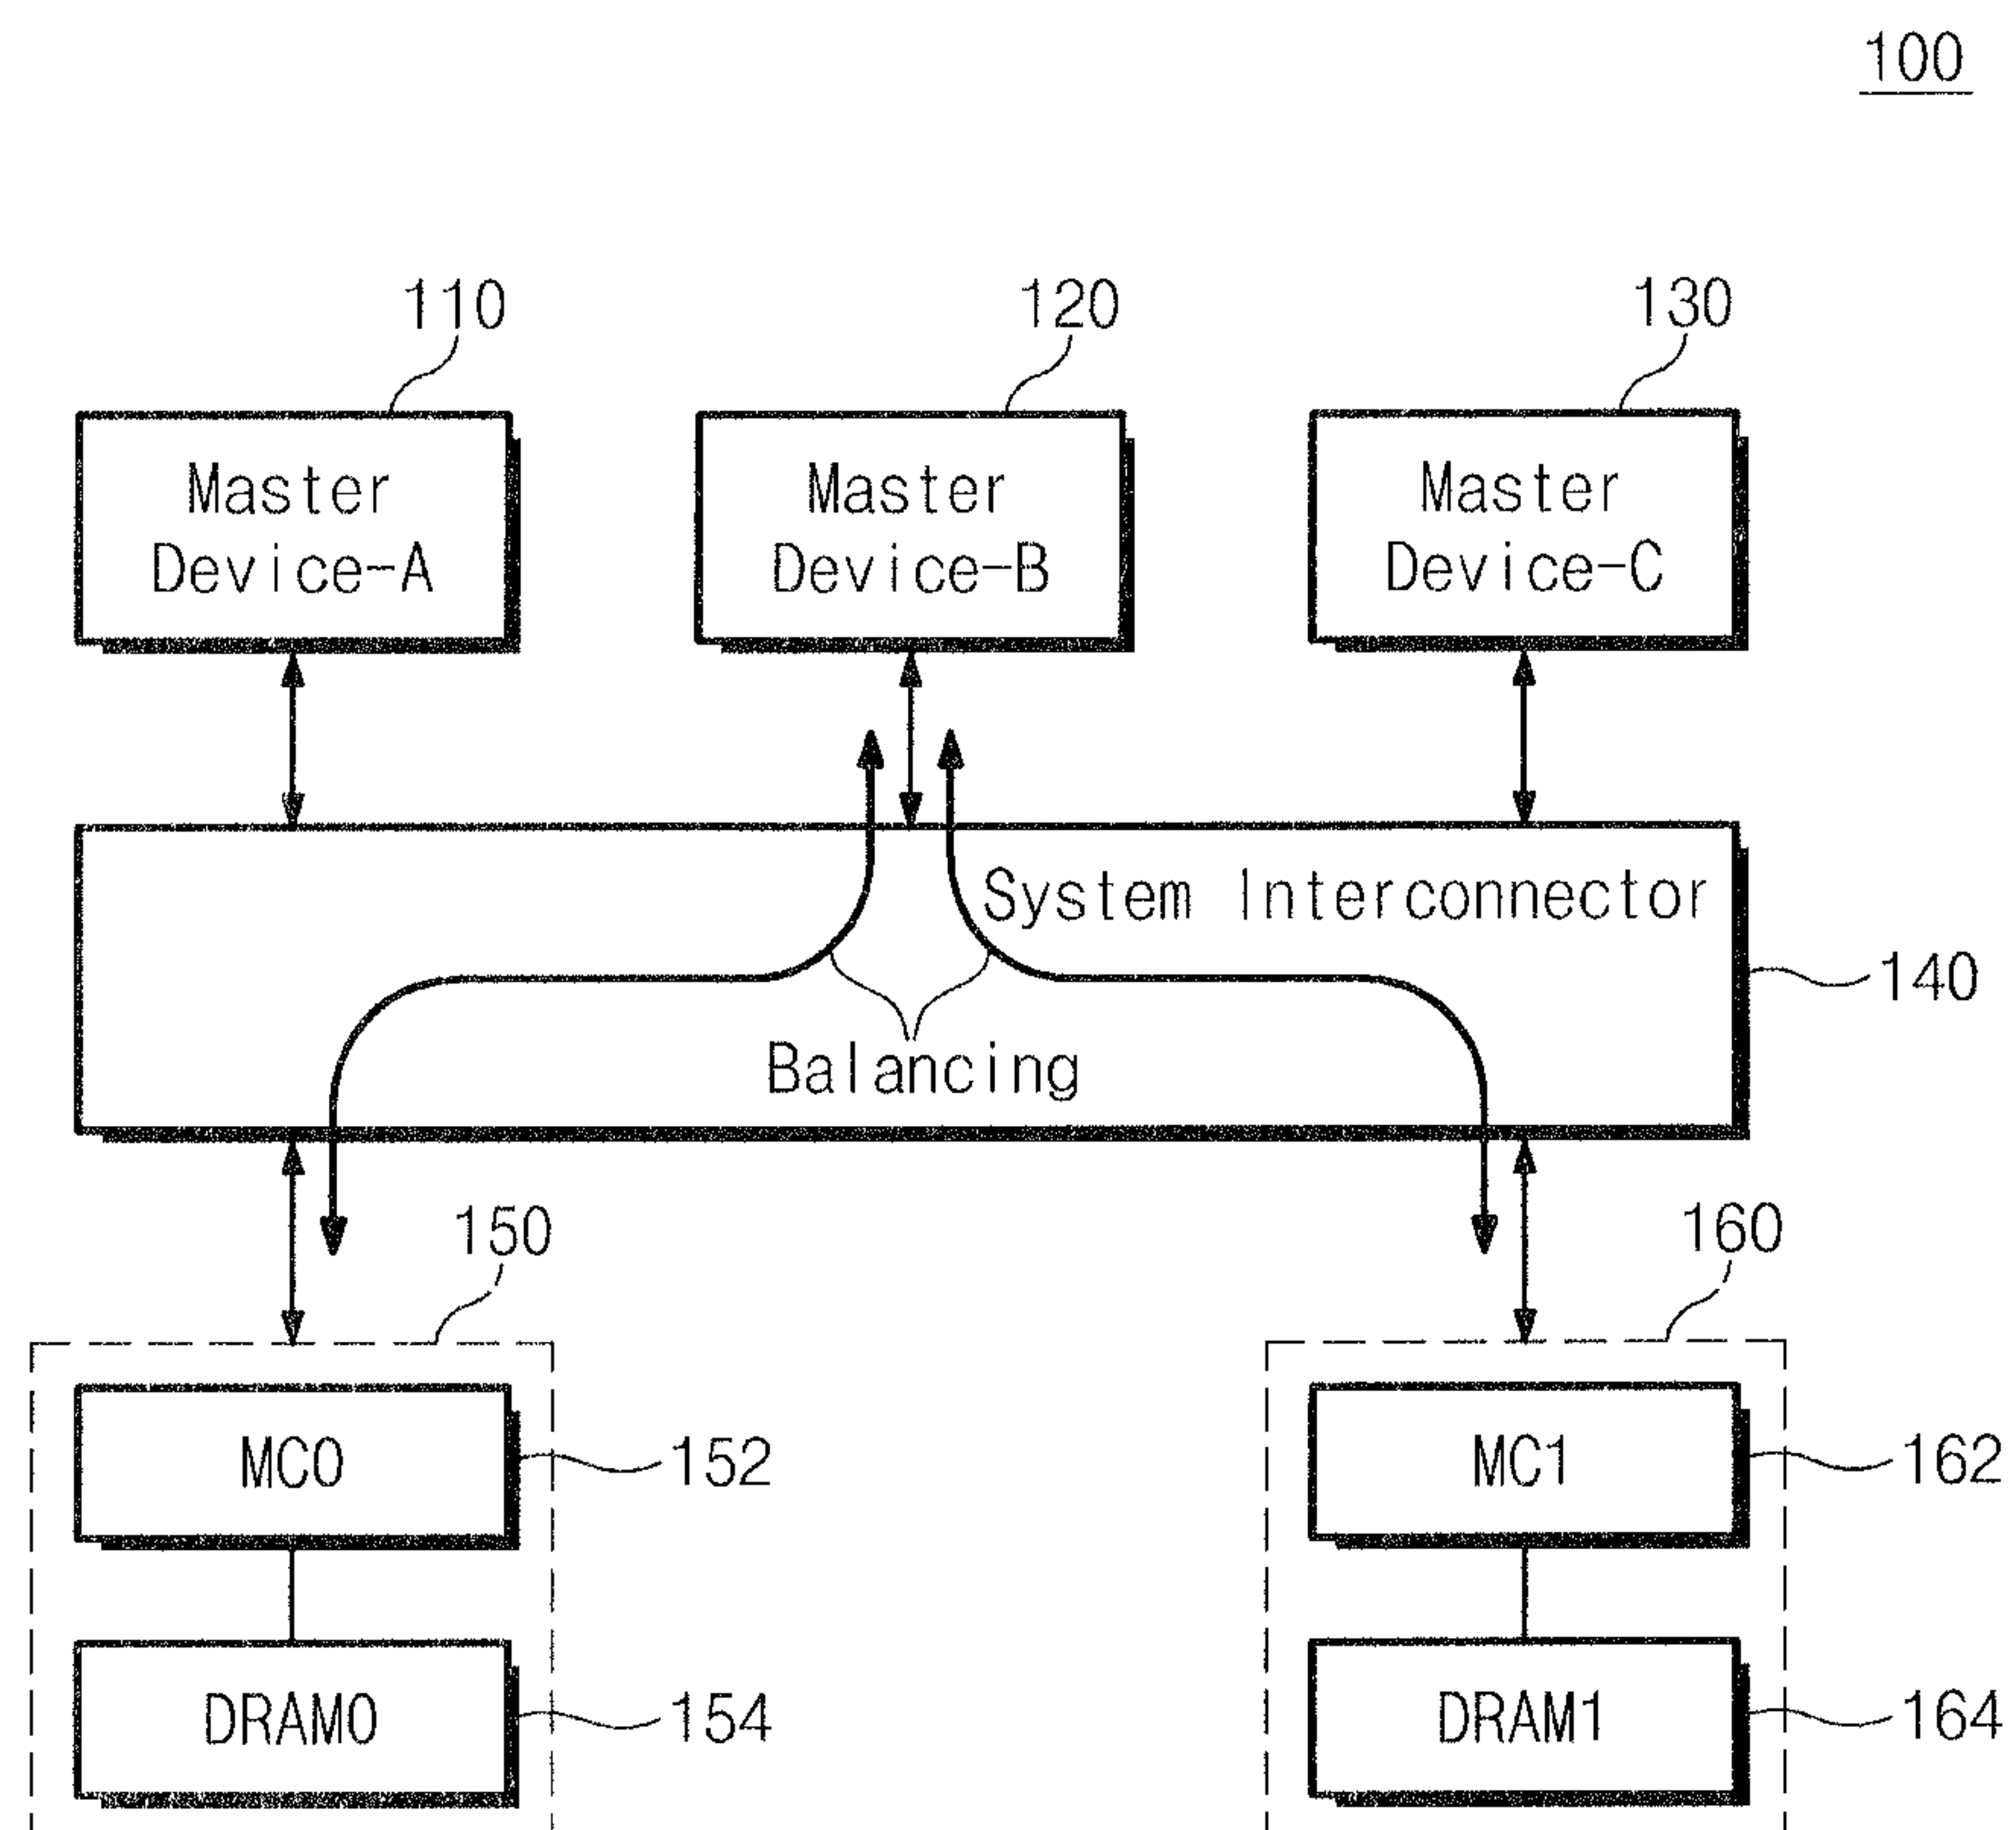 100
110
120
130
Master
Device-A
Master
Device-B
Master
Device-C
System Interconnector
140
Balancing
150
160
MC0
152
MC1
162
DRAM0
154
DRAM1
164